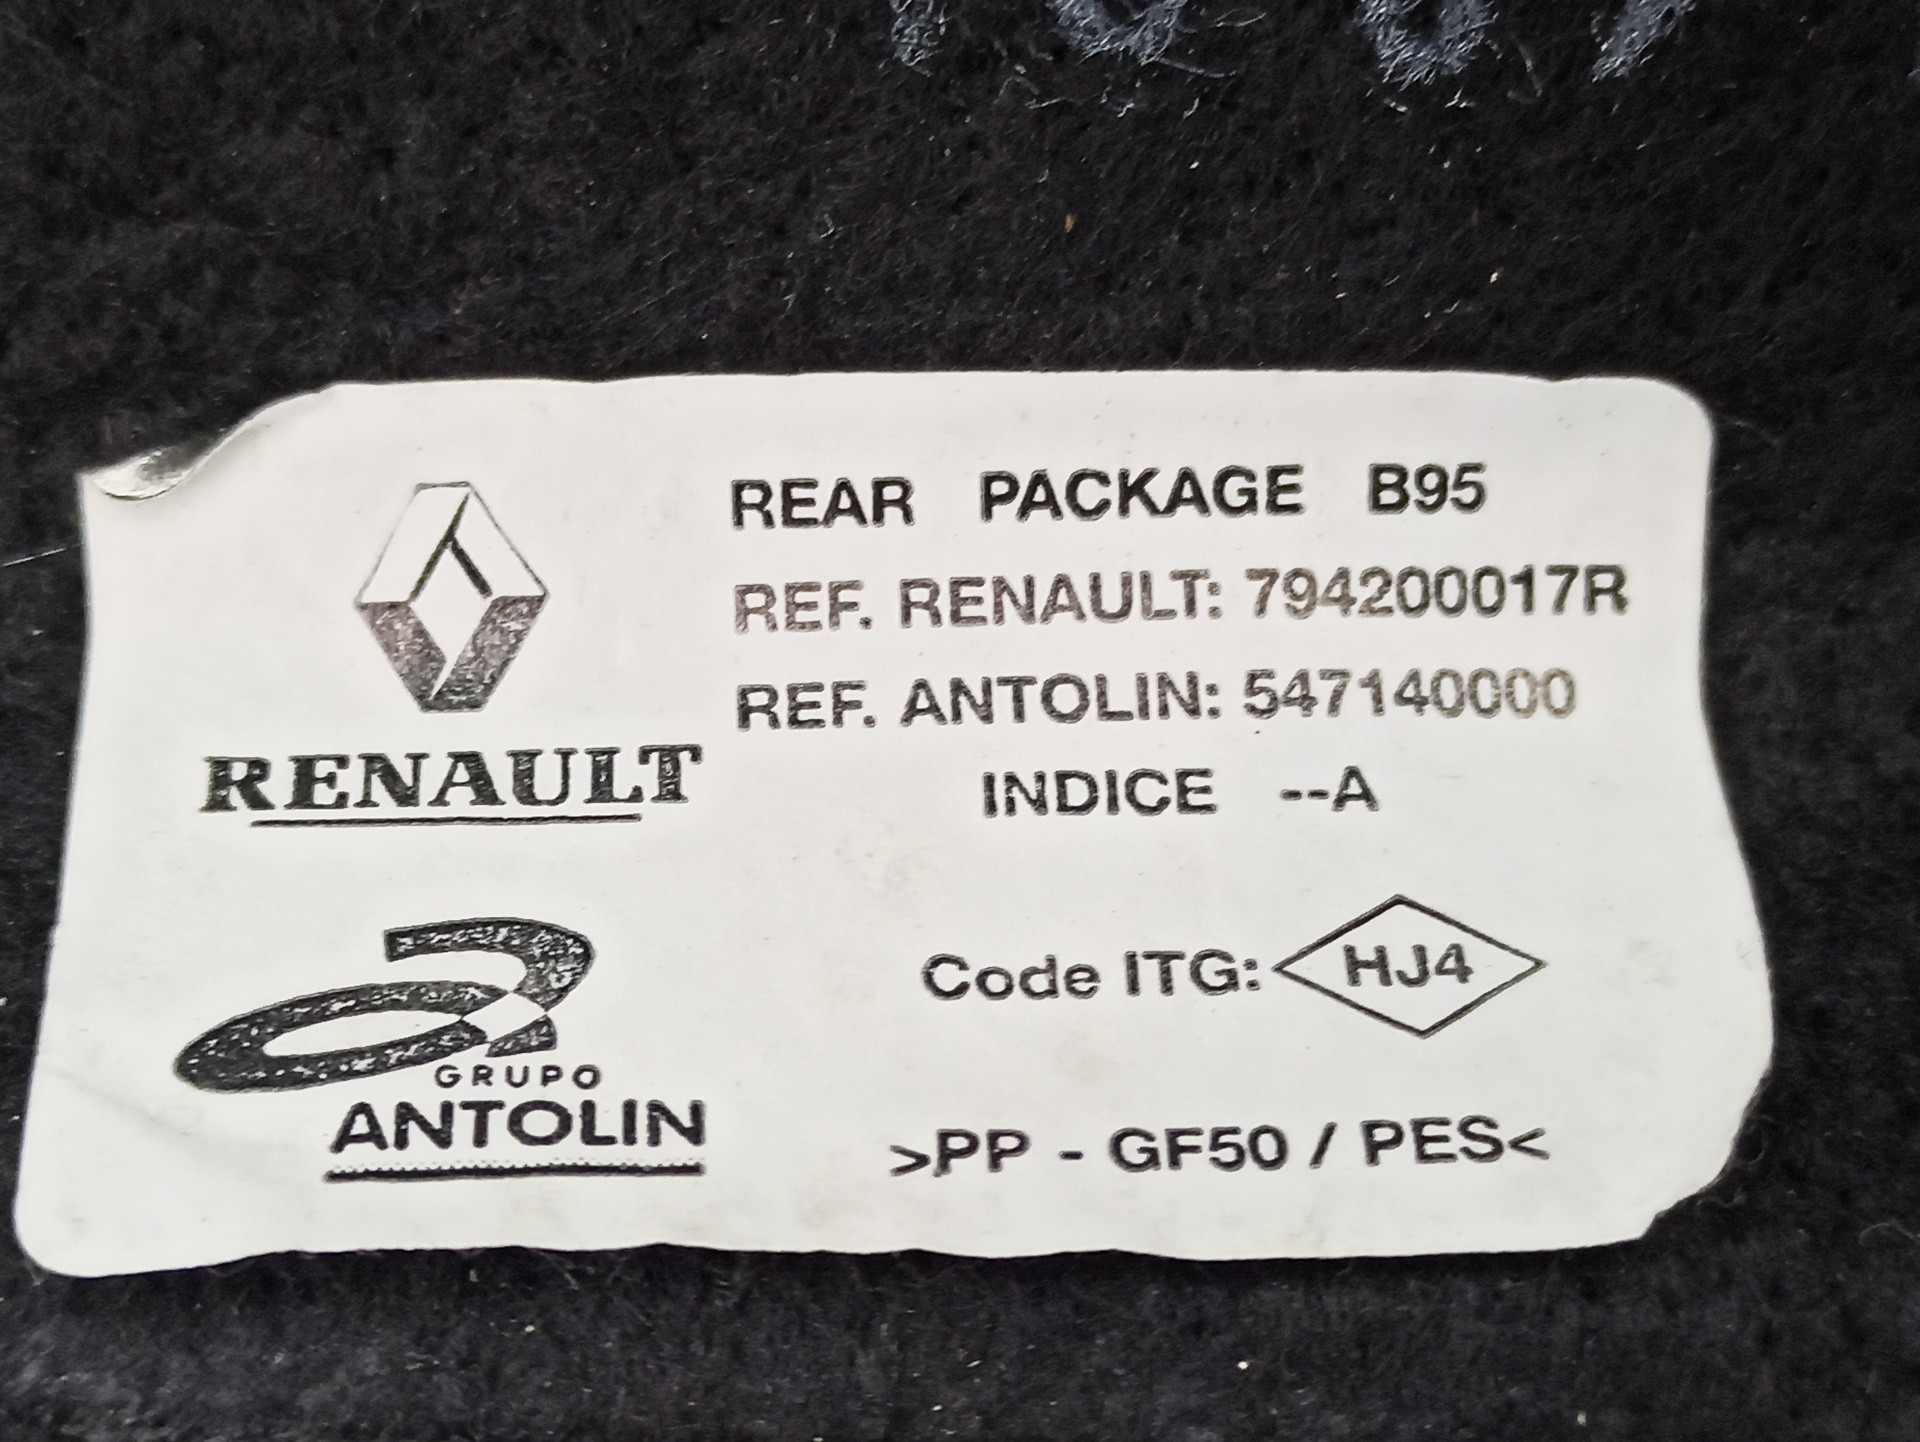 REAR PACKAGE B95
REF. RENAULT: 794200017R
REF. ANTOLIN: 547140000
INDICE --A
RENAULT
Code ITG: HJ4
GRUPO
ANTOLIN
>PP - GF50 / PES<